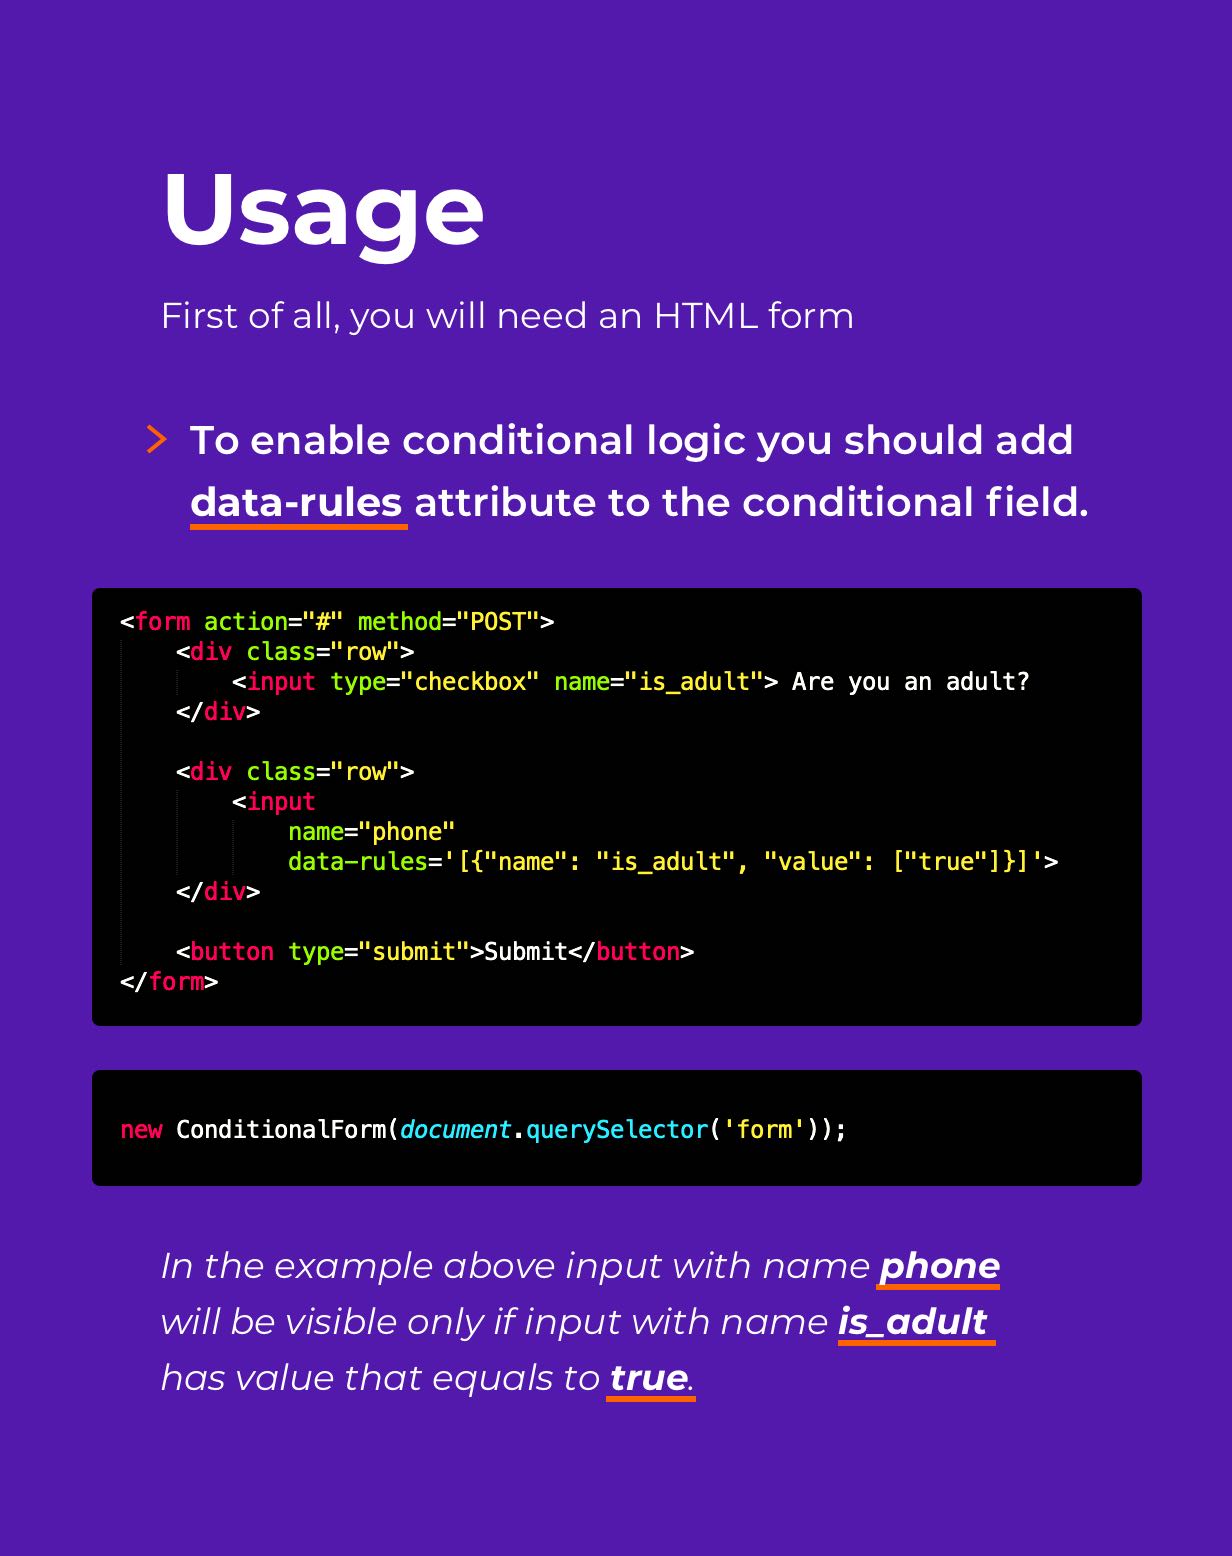 Usage
First of all, you will need an HTML form
To enable conditional logic you should add
data-rules attribute to the conditional field.
<form action="#" method="POST">
    <div class="row">
        <input type="checkbox" name="is_adult"> Are you an adult?
    </div>

    <div class="row">
        <input
            name="phone"
            data-rules='[{"name": "is_adult", "value": ["true"]}]'>
    </div>

    <button type="submit">Submit</button>
</form>
new ConditionalForm(document.querySelector('form'));
In the example above input with name phone
will be visible only if input with name is_adult
has value that equals to true.